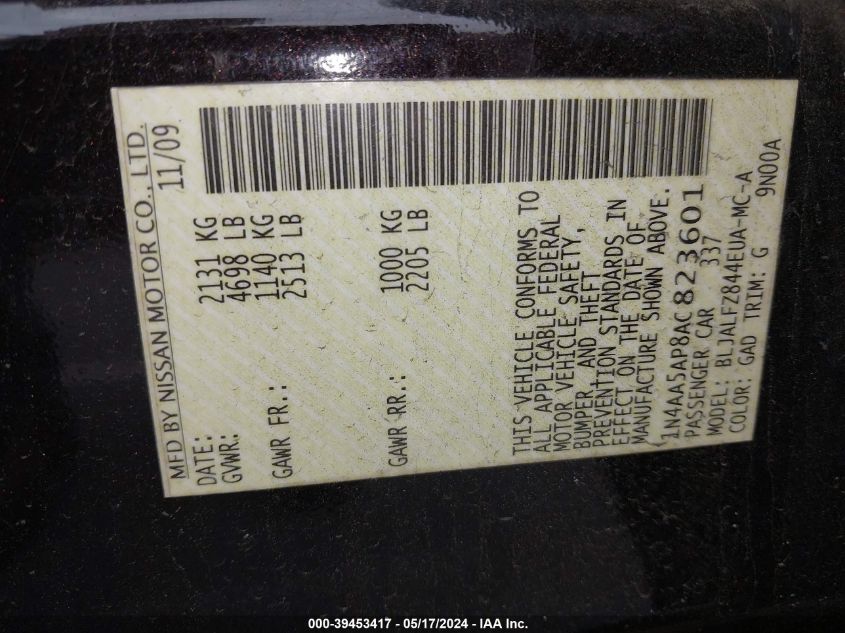 MFD BY NISSAN MOTOR CO., LTD.
DATE: 11/09
GVWR: 2131 KG
4698 LB
GAWR FR.: 1140 KG
2513 LB
GAWR RR.: 1000 KG
2205 LB
THIS VEHICLE CONFORMS TO
ALL APPLICABLE FEDERAL
MOTOR VEHICLE SAFETY,
BUMPER, AND THEFT
PREVENTION STANDARDS IN
EFFECT ON THE DATE OF
MANUFACTURE SHOWN ABOVE.
1N4AA5AP8AC823601
PASSENGER CAR 337
MODEL: BLJALFZ844EUA-MC-A
COLOR: GAD TRIM: G 9N00A
000-39453417 - 05/17/2024 - IAA Inc.